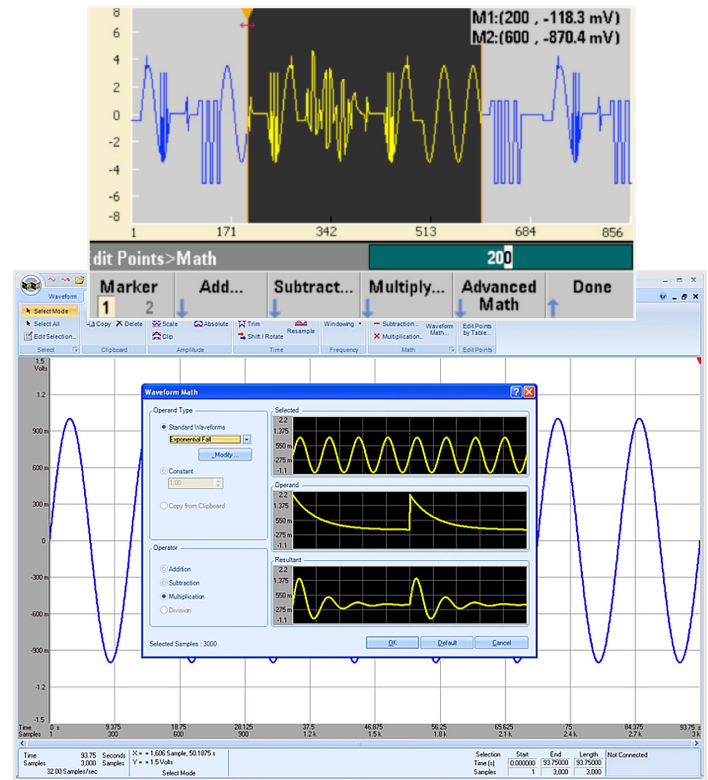 M1:(200 , -118.3 mV)
M2:(600 , -870.4 mV)
8
6
4
2
0
-2
-4
-6
-8
1 171 342 513 684 856
dit Points>Math 200
Marker 1 2
Add...
Subtract...
Multiply...
Advanced Math
Done
Waveform
Select Mode
Select All
Edit Selection...
Select
Copy Delete
Clipboard
Scale Absolute
Clip
Amplitude
Trim
Shift / Rotate
Resample
Time
Windowing
Frequency
Subtraction...
Multiplication...
Waveform Math...
Math
Edit Points by Table...
Edit Points
1.5
Volts
1.2
900 m
600 m
300 m
0
-300 m
-600 m
-900 m
-1.2
-1.5
Waveform Math
Operand Type
Standard Waveforms
Exponential Fall
Modify ...
Constant
1.00
Copy from Clipboard
Operator
Addition
Subtraction
Multiplication
Division
Selected Samples : 3000
Selected
2.2
1.375
550 m
-275 m
-1.1
Operand
2.2
1.375
550 m
-275 m
-1.1
Resultant
2.2
1.375
550 m
-275 m
-1.1
OK
Default
Cancel
Time 0 s 9.375 18.75 28.125 37.5 46.875 56.25 65.625 75 84.375 93.75 s
Samples 1 300 600 900 1.2 k 1.5 k 1.8 k 2.1 k 2.4 k 2.7 k 3 k
Time 93.75 Seconds
Samples 3,000 Samples
32.00 Samples/sec
X = = 1,606 Sample, 50.1875 s
Y = = 1.5 Volts
Select Mode
Selection Start End Length
Time (s) 0.000000 93.75000 93.75000
Samples 1 3,000 3,000
Not Connected